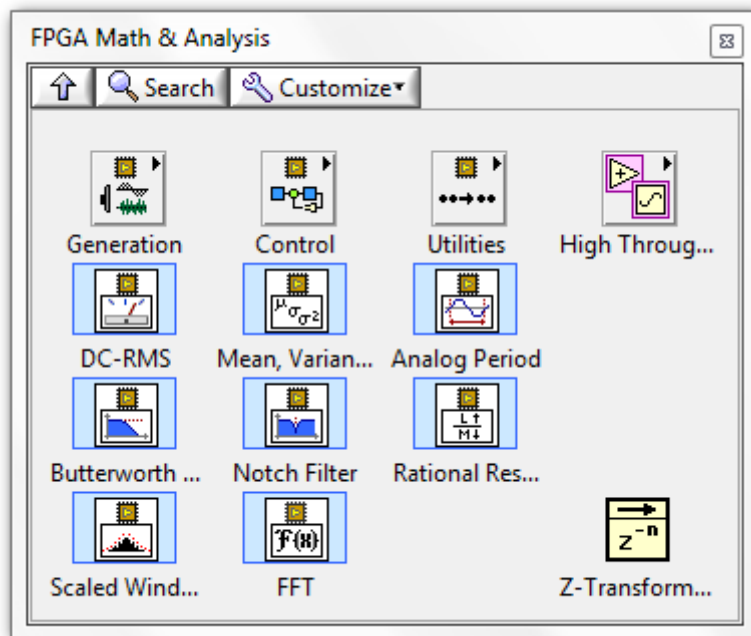 FPGA Math & Analysis
Search Customize
Generation Control Utilities High Throug...
DC-RMS Mean, Varian... Analog Period
μ σ σ²
Butterworth ... Notch Filter Rational Res...
L↑
M↓
Scaled Wind... FFT Z-Transform...
F(x) z⁻ⁿ